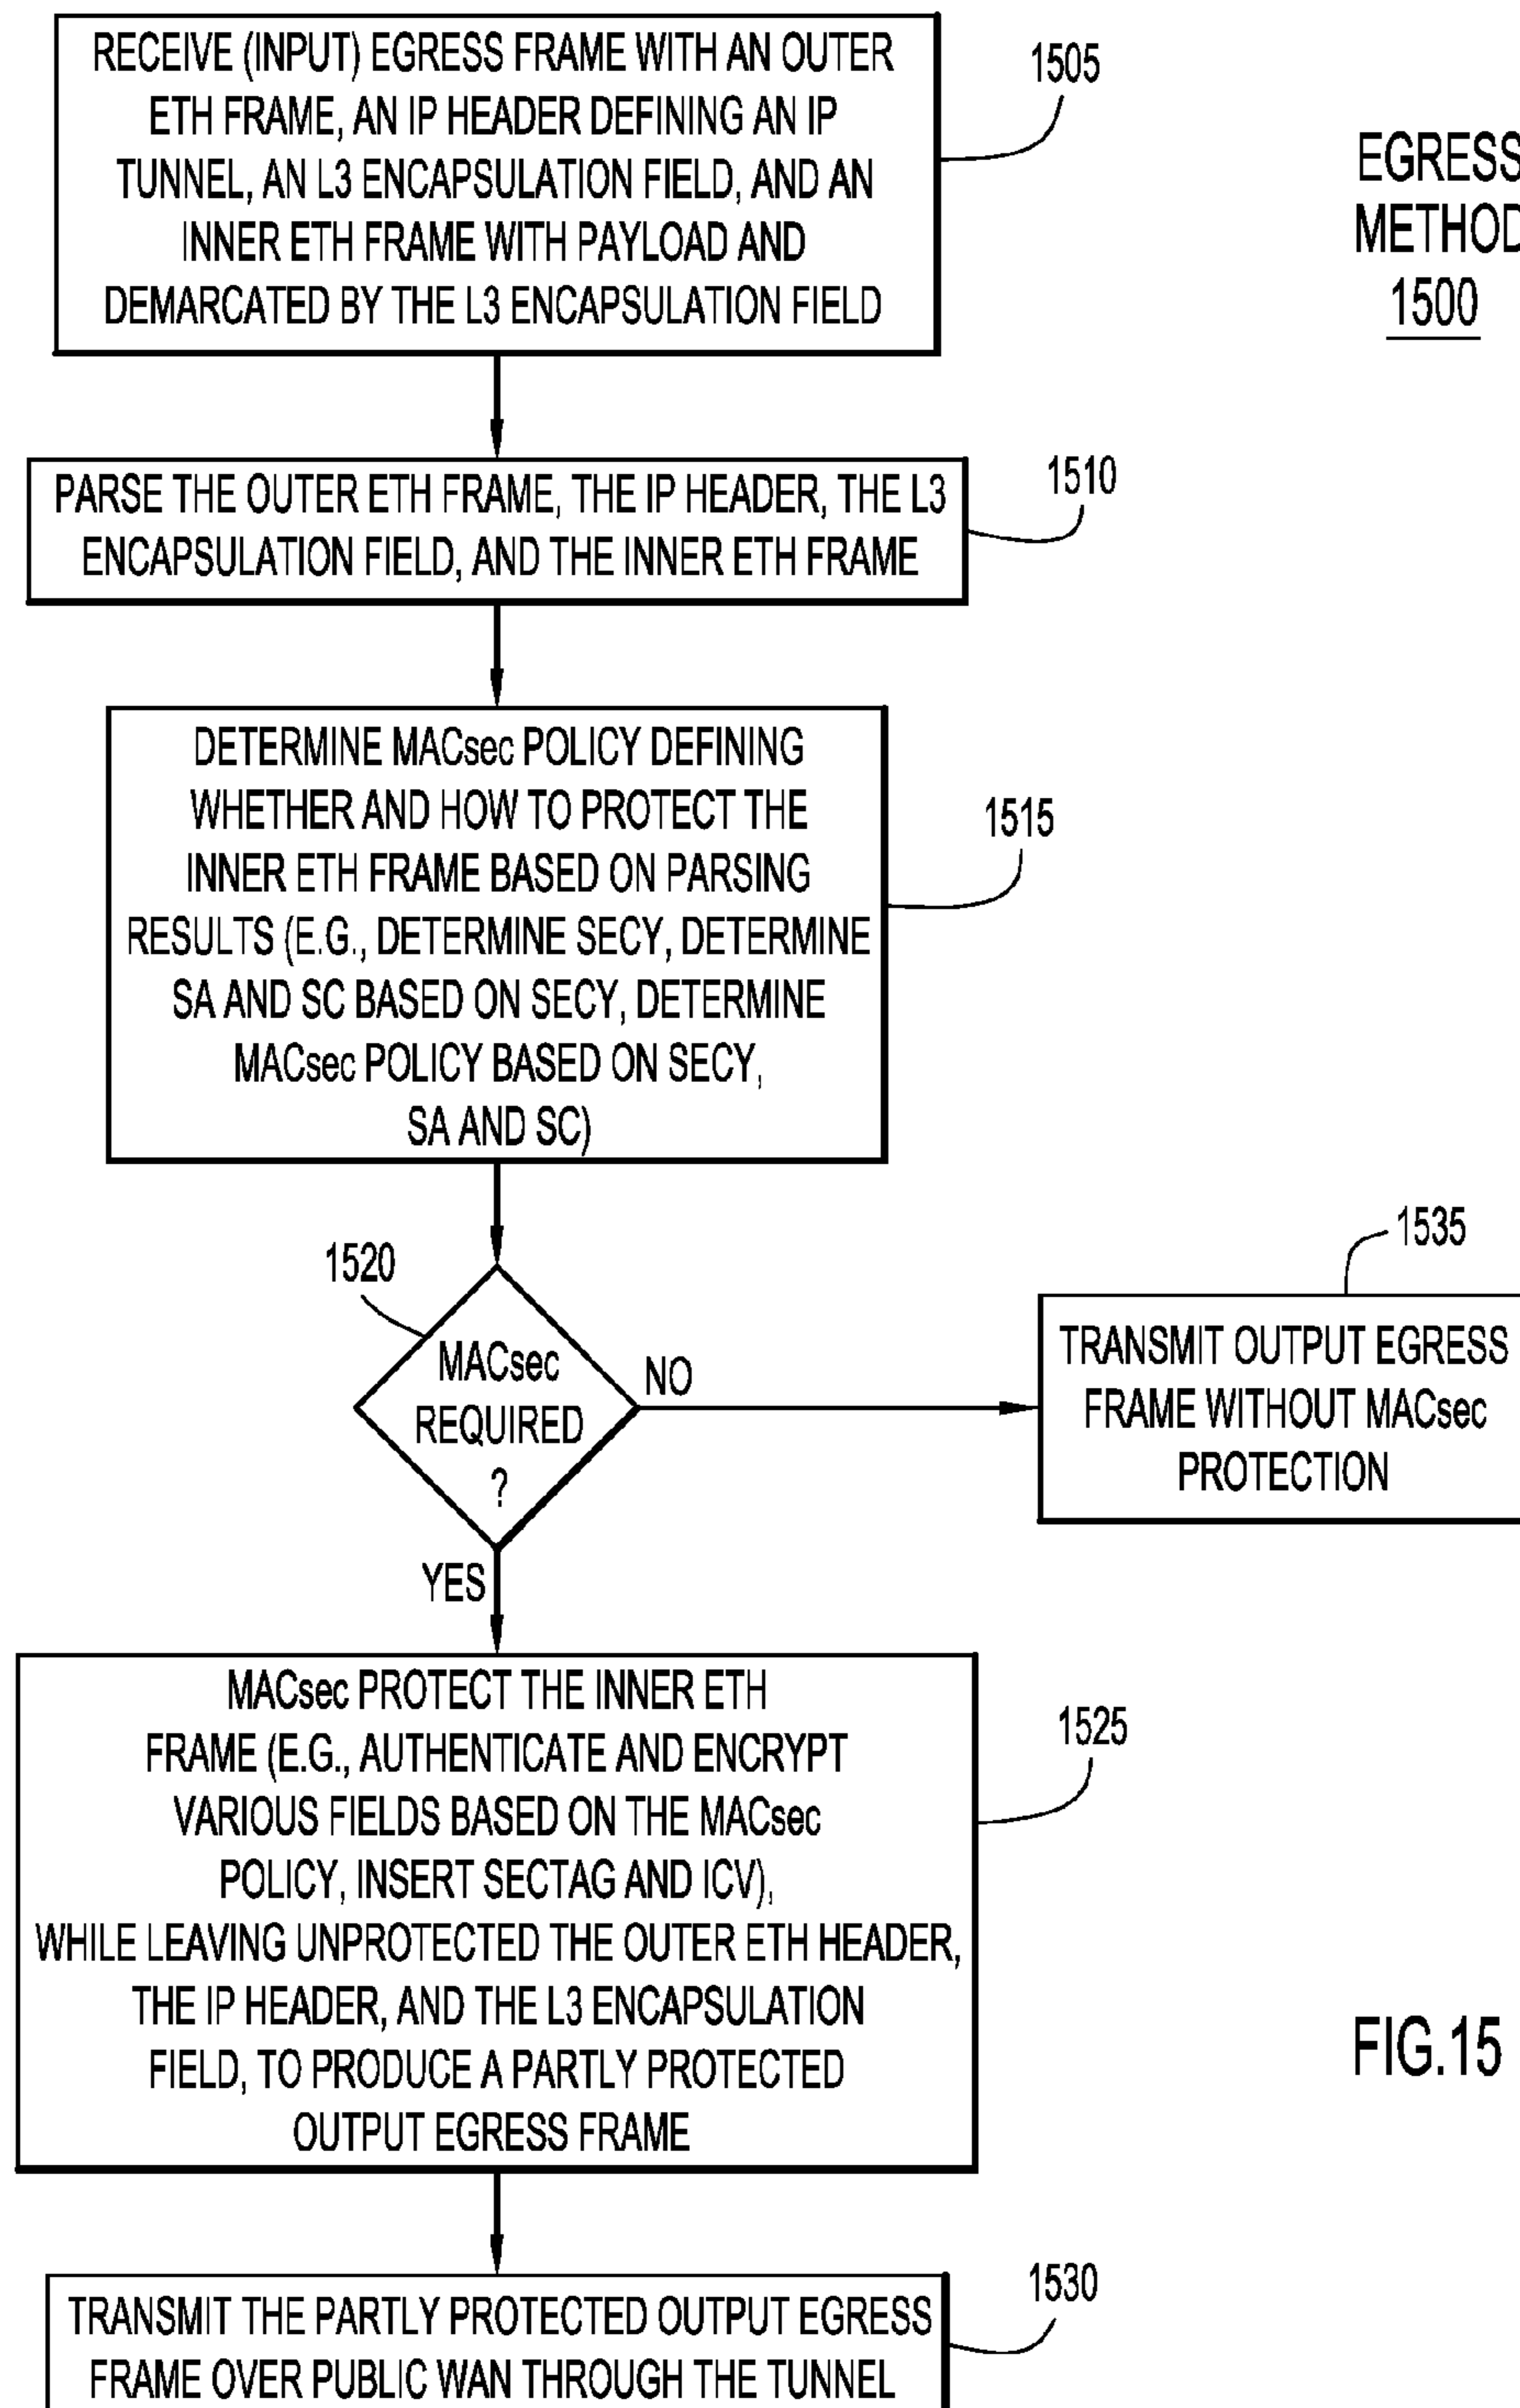 RECEIVE (INPUT) EGRESS FRAME WITH AN OUTER
ETH FRAME, AN IP HEADER DEFINING AN IP
TUNNEL, AN L3 ENCAPSULATION FIELD, AND AN
INNER ETH FRAME WITH PAYLOAD AND
DEMARCATED BY THE L3 ENCAPSULATION FIELD
1505
EGRESS
METHOD
1500
PARSE THE OUTER ETH FRAME, THE IP HEADER, THE L3
ENCAPSULATION FIELD, AND THE INNER ETH FRAME
1510
DETERMINE MACsec POLICY DEFINING
WHETHER AND HOW TO PROTECT THE
INNER ETH FRAME BASED ON PARSING
RESULTS (E.G., DETERMINE SECY, DETERMINE
SA AND SC BASED ON SECY, DETERMINE
MACsec POLICY BASED ON SECY,
SA AND SC)
1515
1520
MACsec
REQUIRED
?
NO
YES
1535
TRANSMIT OUTPUT EGRESS
FRAME WITHOUT MACsec
PROTECTION
MACsec PROTECT THE INNER ETH
FRAME (E.G., AUTHENTICATE AND ENCRYPT
VARIOUS FIELDS BASED ON THE MACsec
POLICY, INSERT SECTAG AND ICV),
WHILE LEAVING UNPROTECTED THE OUTER ETH HEADER,
THE IP HEADER, AND THE L3 ENCAPSULATION
FIELD, TO PRODUCE A PARTLY PROTECTED
OUTPUT EGRESS FRAME
1525
FIG.15
TRANSMIT THE PARTLY PROTECTED OUTPUT EGRESS
FRAME OVER PUBLIC WAN THROUGH THE TUNNEL
1530